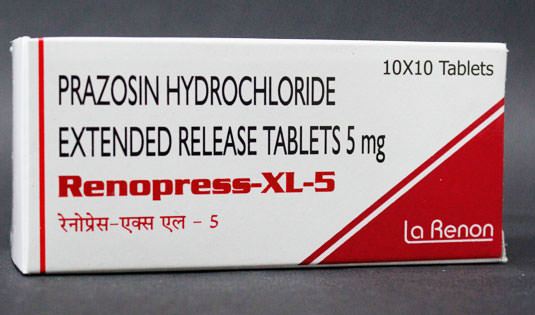 10X10 Tablets
PRAZOSIN HYDROCHLORIDE
EXTENDED RELEASE TABLETS 5 mg
Renopress-XL-5
रेनोप्रेस-एक्स एल - 5
La Renon